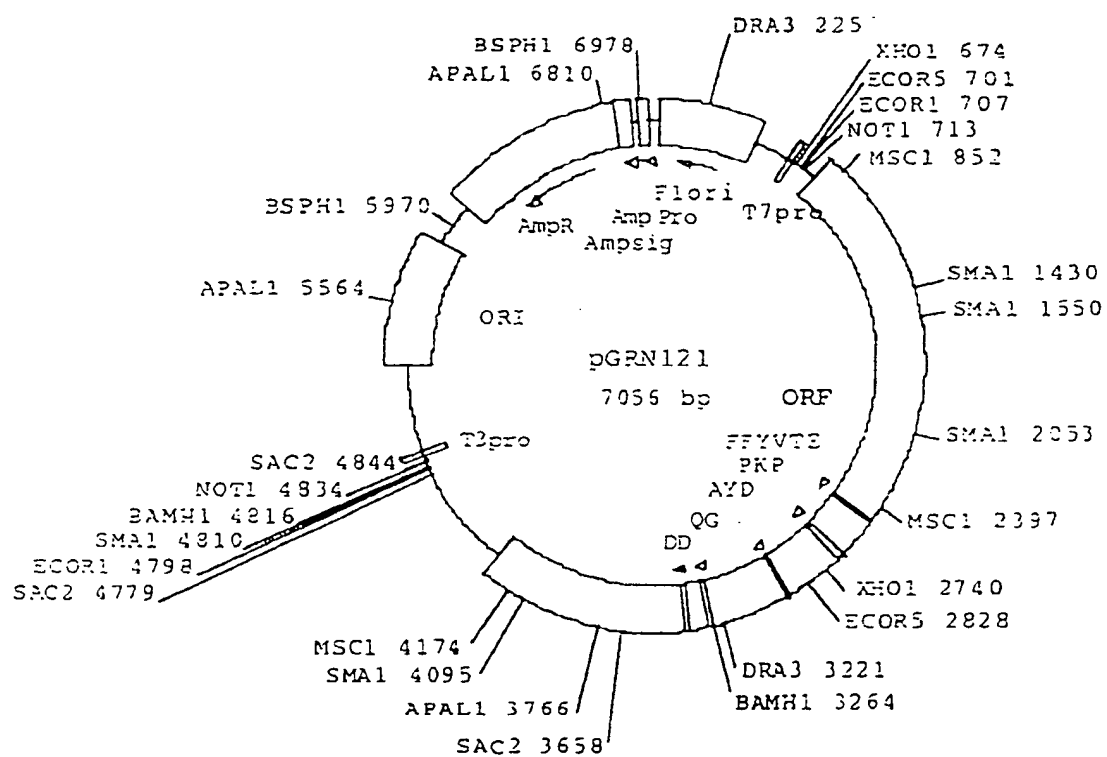 DRA3 225
BSPH1 6978
XHO1 674
APAL1 6810
ECOR5 701
ECOR1 707
NOT1 713
MSC1 852
Flori
T7pro
BSPH1 5970
AmpR
Amp Pro
Ampsig
APAL1 5564
SMA1 1430
SMA1 1550
ORI
pGRN121
7056 bp
ORF
SMA1 2053
FFYVTE
PKP
AYD
QG
DD
T3pro
SAC2 4844
NOT1 4834
BAMH1 4816
SMA1 4810
ECOR1 4798
SAC2 4779
MSC1 2397
XHO1 2740
ECOR5 2828
MSC1 4174
SMA1 4095
DRA3 3221
BAMH1 3264
APAL1 3766
SAC2 3658